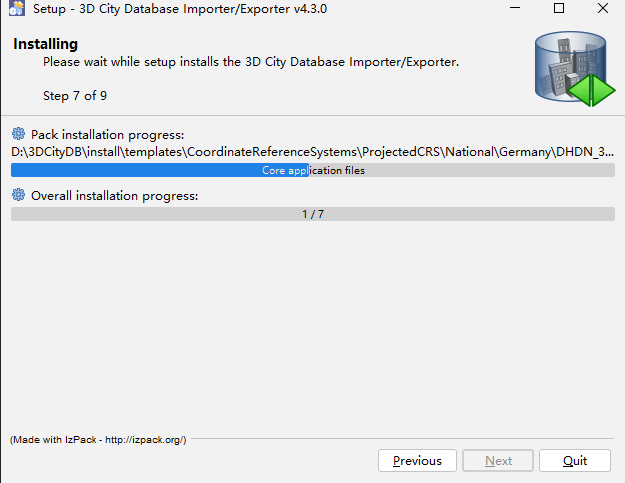 Setup - 3D City Database Importer/Exporter v4.3.0
Installing
Please wait while setup installs the 3D City Database Importer/Exporter.
Step 7 of 9
Pack installation progress:
D:\3DCityDB\install\templates\CoordinateReferenceSystems\ProjectedCRS\National\Germany\DHDN_3...
Core application files
Overall installation progress:
1 / 7
(Made with IzPack - http://izpack.org/)
Previous Next Quit